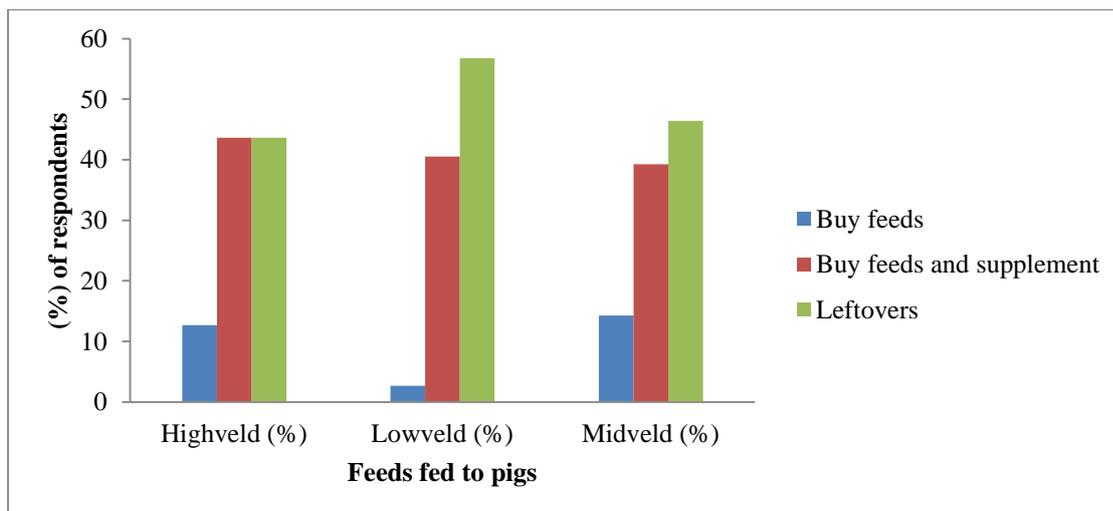 60
50
40
30
20
10
0
(%) of respondents
Highveld (%) Lowveld (%) Midveld (%)
Feeds fed to pigs
Buy feeds
Buy feeds and supplement
Leftovers